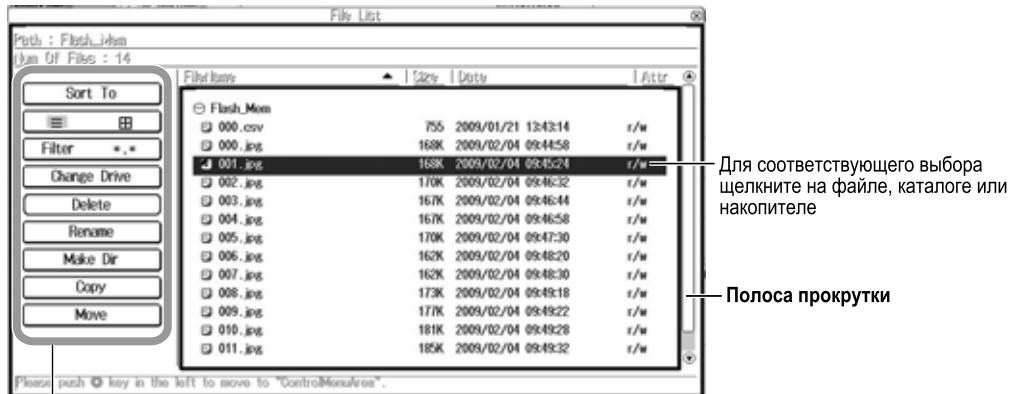 File List
Path : Flash_Mem
Num Of Files : 14
FileName Size Date Attr
Sort To
Filter *.*
Change Drive
Delete
Rename
Make Dir
Copy
Move
Flash_Mem
000.csv 755 2009/01/21 13:43:14 r/w
000.jpg 168K 2009/02/04 09:44:58 r/w
001.jpg 168K 2009/02/04 09:45:24 r/w
002.jpg 170K 2009/02/04 09:46:32 r/w
003.jpg 167K 2009/02/04 09:46:44 r/w
004.jpg 167K 2009/02/04 09:46:58 r/w
005.jpg 170K 2009/02/04 09:47:30 r/w
006.jpg 162K 2009/02/04 09:48:20 r/w
007.jpg 162K 2009/02/04 09:48:30 r/w
008.jpg 173K 2009/02/04 09:49:18 r/w
009.jpg 177K 2009/02/04 09:49:22 r/w
010.jpg 181K 2009/02/04 09:49:28 r/w
011.jpg 185K 2009/02/04 09:49:32 r/w
Please push key in the left to move to "ControlMenuArea".
Для соответствующего выбора
щелкните на файле, каталоге или
накопителе
Полоса прокрутки